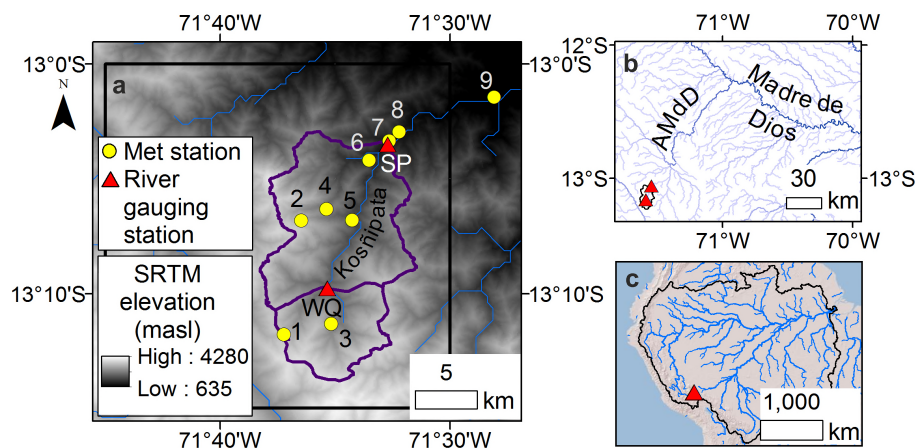 71°40'W
71°30'W
13°0'S
13°0'S
N
a
9
8
7
6
SP
Met station
River
gauging
station
2
4
5
Kosñipata
SRTM
elevation
(masl)
High : 4280
Low : 635
13°10'S
13°10'S
WQ
1
3
5
km
71°40'W
71°30'W
71°W
70°W
12°S
b
Madre de
Dios
AMdD
13°S
13°S
30
km
71°W
70°W
c
1,000
km